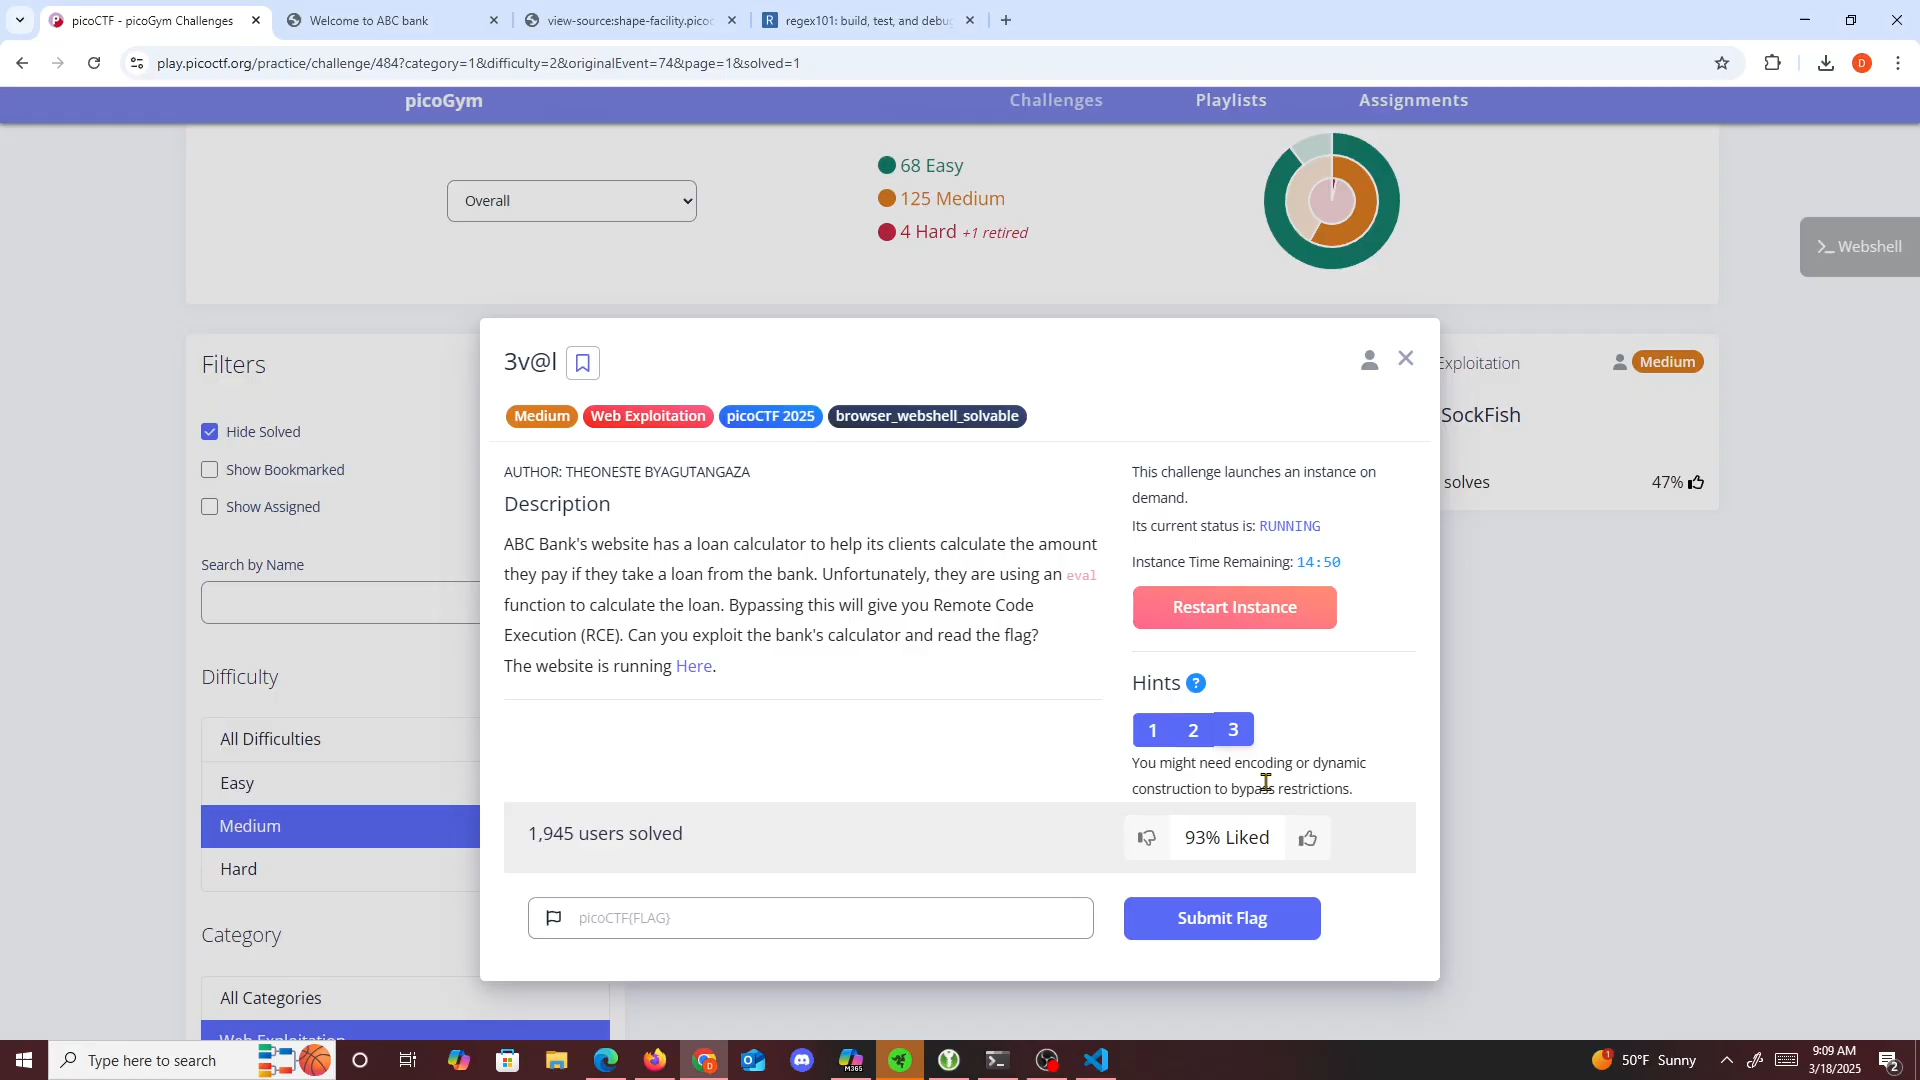 picoCTF - picoGym Challenges
Welcome to ABC bank
view-source:shape-facility.picoc
regex101: build, test, and debu
play.picoctf.org/practice/challenge/484?category=1&difficulty=2&originalEvent=74&page=1&solved=1
D
picoGym
Challenges
Playlists
Assignments
Overall
68 Easy
125 Medium
4 Hard +1 retired
>_ Webshell
Filters
Hide Solved
Show Bookmarked
Show Assigned
Search by Name
Difficulty
All Difficulties
Easy
Medium
Hard
Category
All Categories
Web Exploitation
3v@l
Medium
Web Exploitation
picoCTF 2025
browser_webshell_solvable
AUTHOR: THEONESTE BYAGUTANGAZA
Description
ABC Bank's website has a loan calculator to help its clients calculate the amount
they pay if they take a loan from the bank. Unfortunately, they are using an eval
function to calculate the loan. Bypassing this will give you Remote Code
Execution (RCE). Can you exploit the bank's calculator and read the flag?
The website is running Here.
This challenge launches an instance on
demand.
Its current status is: RUNNING
Instance Time Remaining: 14:50
Restart Instance
Hints ?
1 2 3
You might need encoding or dynamic
construction to bypass restrictions.
1,945 users solved
93% Liked
picoCTF{FLAG}
Submit Flag
Exploitation
Medium
SockFish
solves
47%
Type here to search
D
M365
1
50°F Sunny
9:09 AM
3/18/2025
2